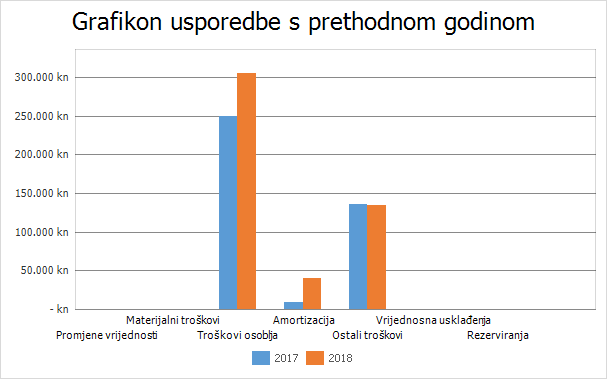 Grafikon usporedbe s prethodnom godinom
300.000 kn
250.000 kn
200.000 kn
150.000 kn
100.000 kn
50.000 kn
- kn
Materijalni troškovi Amortizacija Vrijednosna usklađenja
Promjene vrijednosti Troškovi osoblja Ostali troškovi Rezerviranja
2017 2018